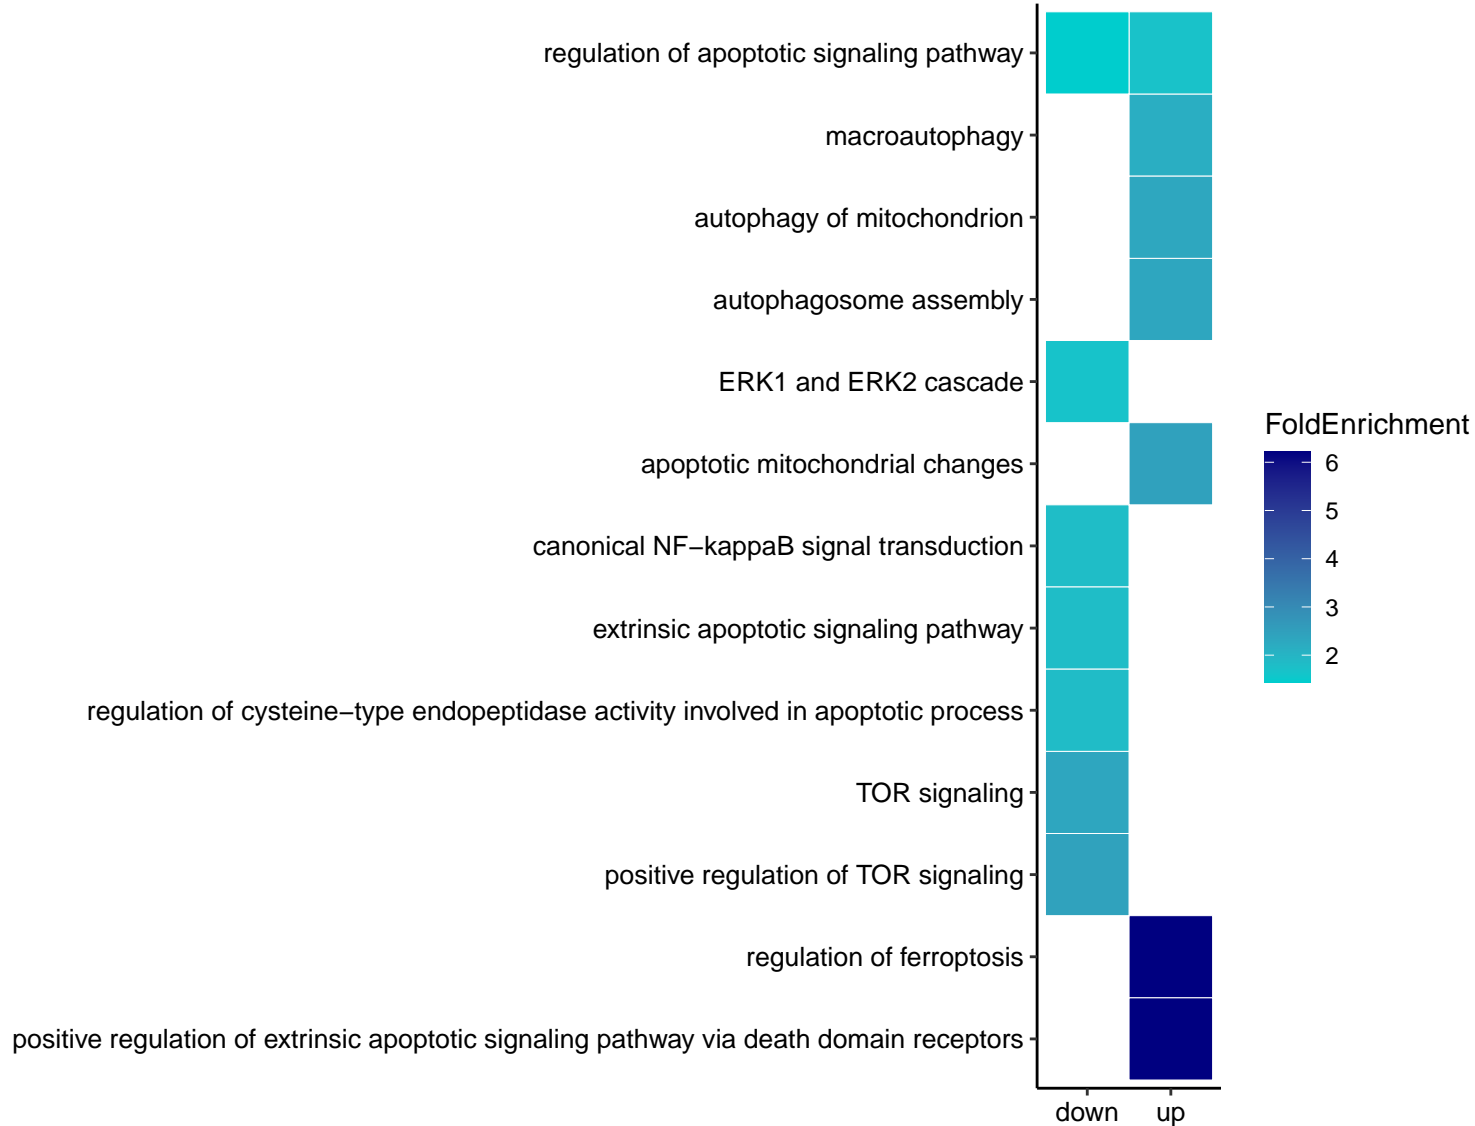 regulation of apoptotic signaling pathway
macroautophagy
autophagy of mitochondrion
autophagosome assembly
ERK1 and ERK2 cascade
apoptotic mitochondrial changes
canonical NF−kappaB signal transduction
extrinsic apoptotic signaling pathway
regulation of cysteine−type endopeptidase activity involved in apoptotic process
TOR signaling
positive regulation of TOR signaling
regulation of ferroptosis
positive regulation of extrinsic apoptotic signaling pathway via death domain receptors
down up
FoldEnrichment
6
5
4
3
2